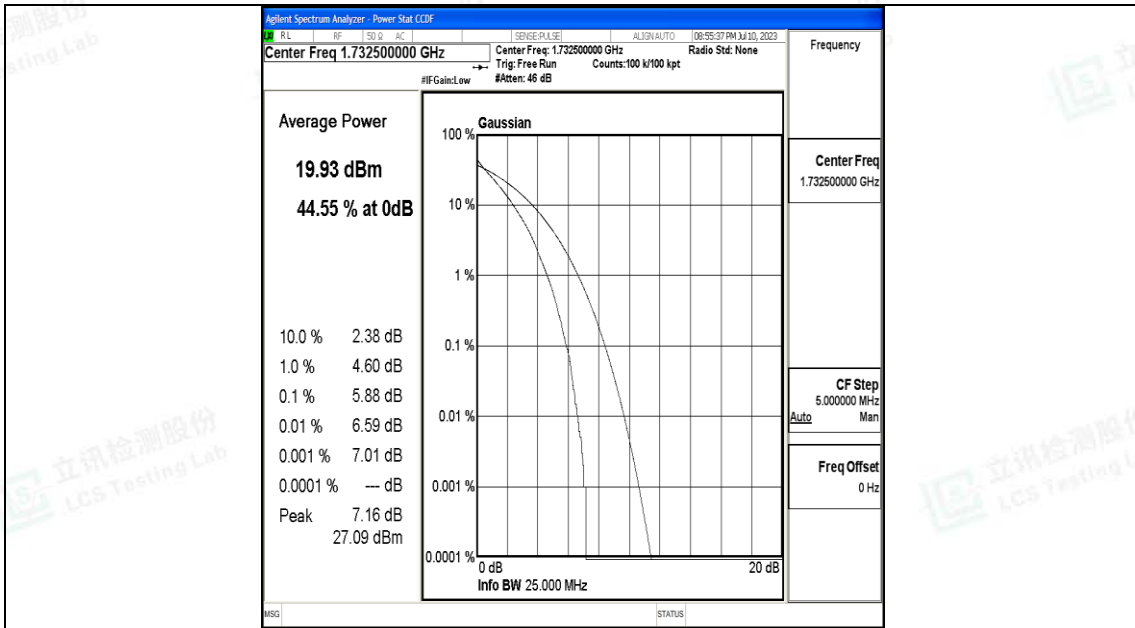 Agilent Spectrum Analyzer - Power Stat CCDF
RL RF 50 Ω AC SENSE:PULSE ALIGN AUTO 08:55:37 PM Jul 10, 2023
Center Freq 1.732500000 GHz
Center Freq: 1.732500000 GHz Radio Std: None
Trig: Free Run Counts:100 k/100 kpt
#IFGain:Low #Atten: 46 dB
Frequency
Average Power
19.93 dBm
44.55 % at 0dB
10.0 % 2.38 dB
1.0 % 4.60 dB
0.1 % 5.88 dB
0.01 % 6.59 dB
0.001 % 7.01 dB
0.0001 % --- dB
Peak 7.16 dB
27.09 dBm
Gaussian
100 %
10 %
1 %
0.1 %
0.01 %
0.001 %
0.0001 %
0 dB 20 dB
Info BW 25.000 MHz
Center Freq
1.732500000 GHz
CF Step
5.000000 MHz
Auto Man
Freq Offset
0 Hz
MSG STATUS
立讯检测股份
LCS Testing Lab